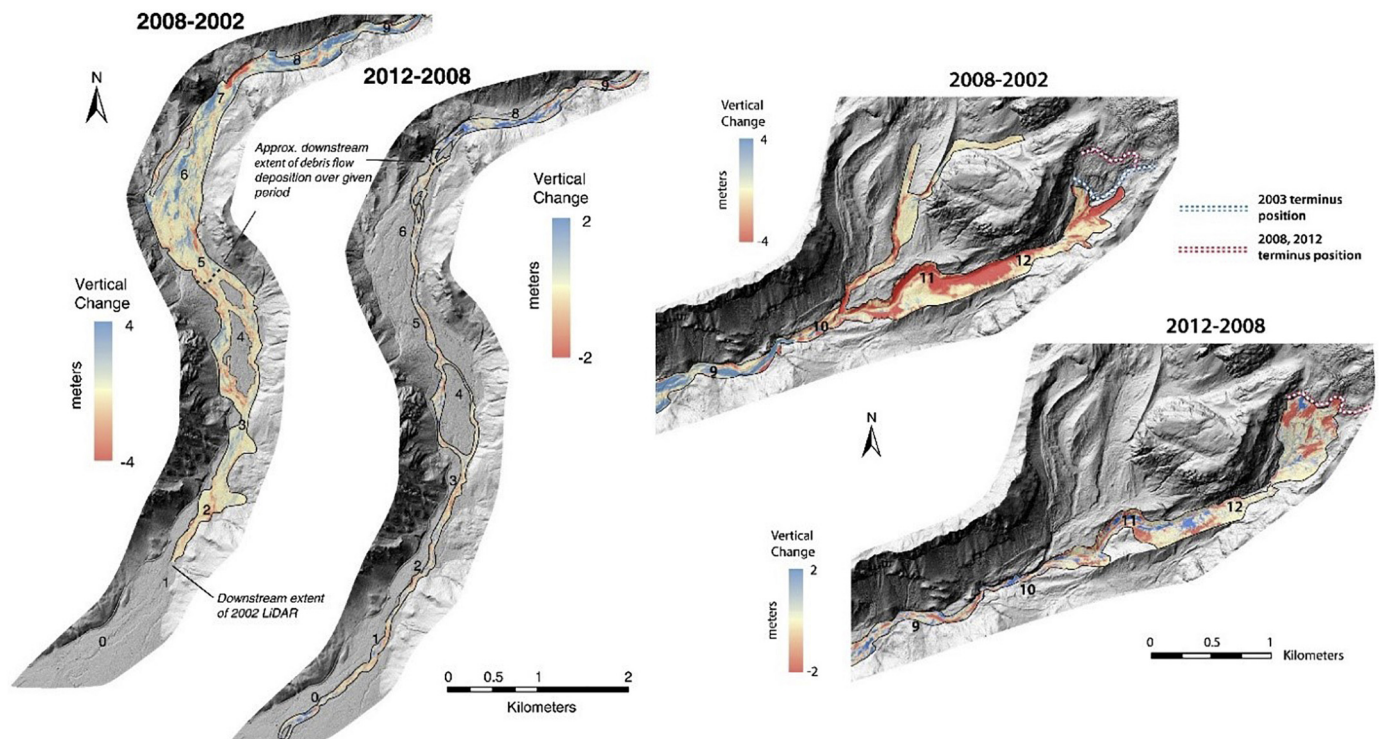 2008-2002
9
8
N
7
6
5
4
3
2
1
0
Vertical
Change
4
meters
-4
Approx. downstream
extent of debris flow
deposition over given
period
Downstream extent
of 2002 LiDAR
2012-2008
9
8
7
6
5
4
3
2
1
0
Vertical
Change
2
meters
-2
0 0.5 1 2
Kilometers
2008-2002
Vertical
Change
4
meters
-4
12
11
10
9
2003 terminus
position
2008, 2012
terminus position
2012-2008
N
12
11
10
9
Vertical
Change
2
meters
-2
0 0.5 1
Kilometers